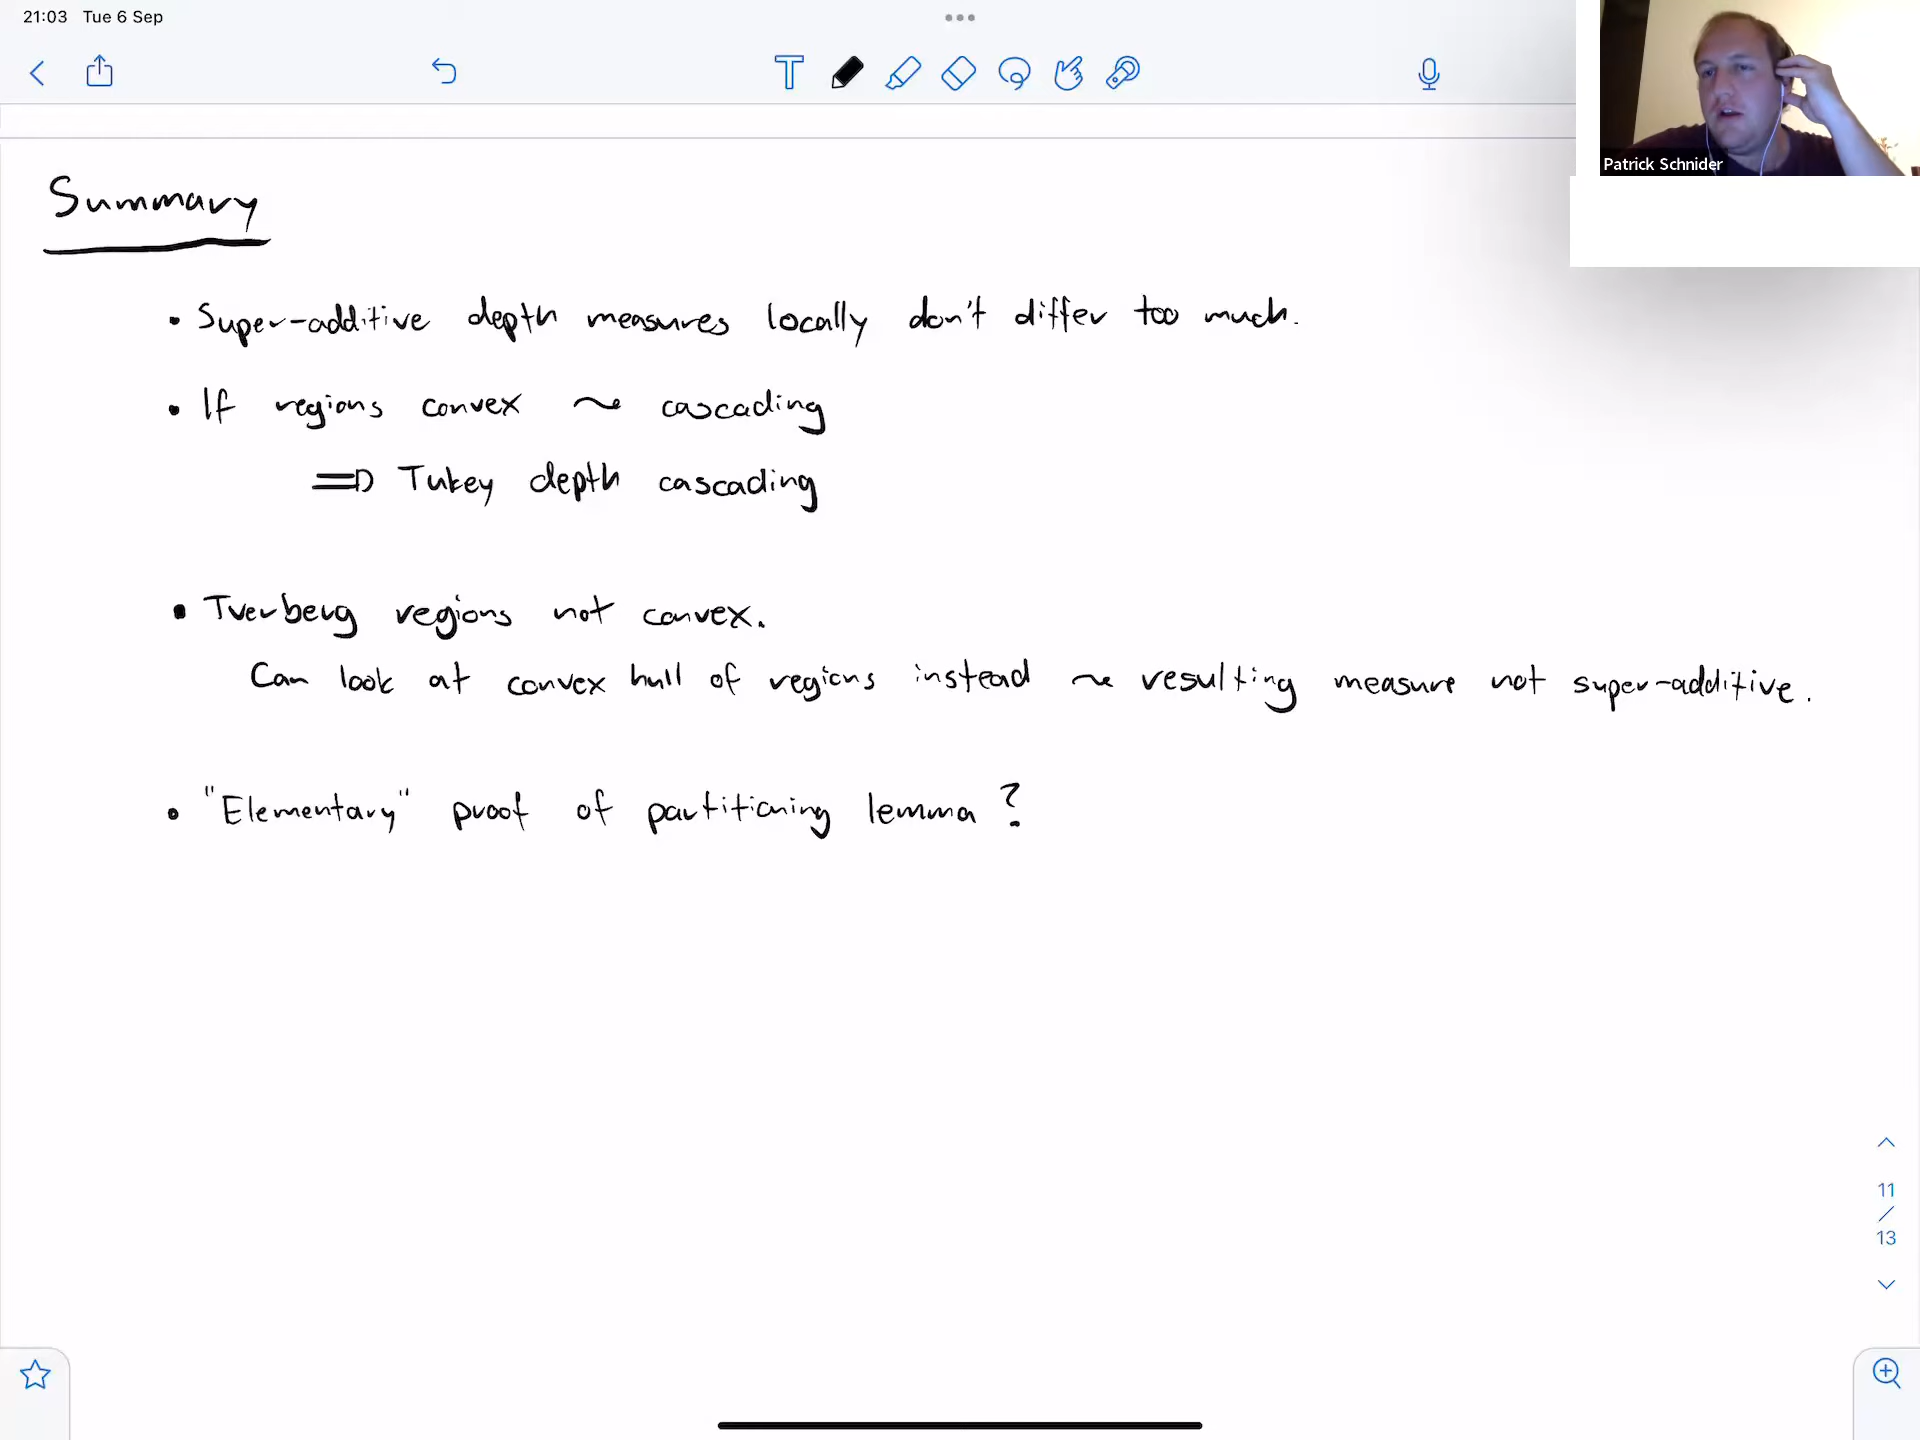 21:03 Tue 6 Sep
Patrick Schnider
Summary
• Super-additive depth measures locally don't differ too much.
• If regions convex ~ cascading
⇒ Tukey depth cascading
• Tverberg regions not convex.
Can look at convex hull of regions instead ~ resulting measure not super-additive.
• "Elementary" proof of partitioning lemma?
11
/
13